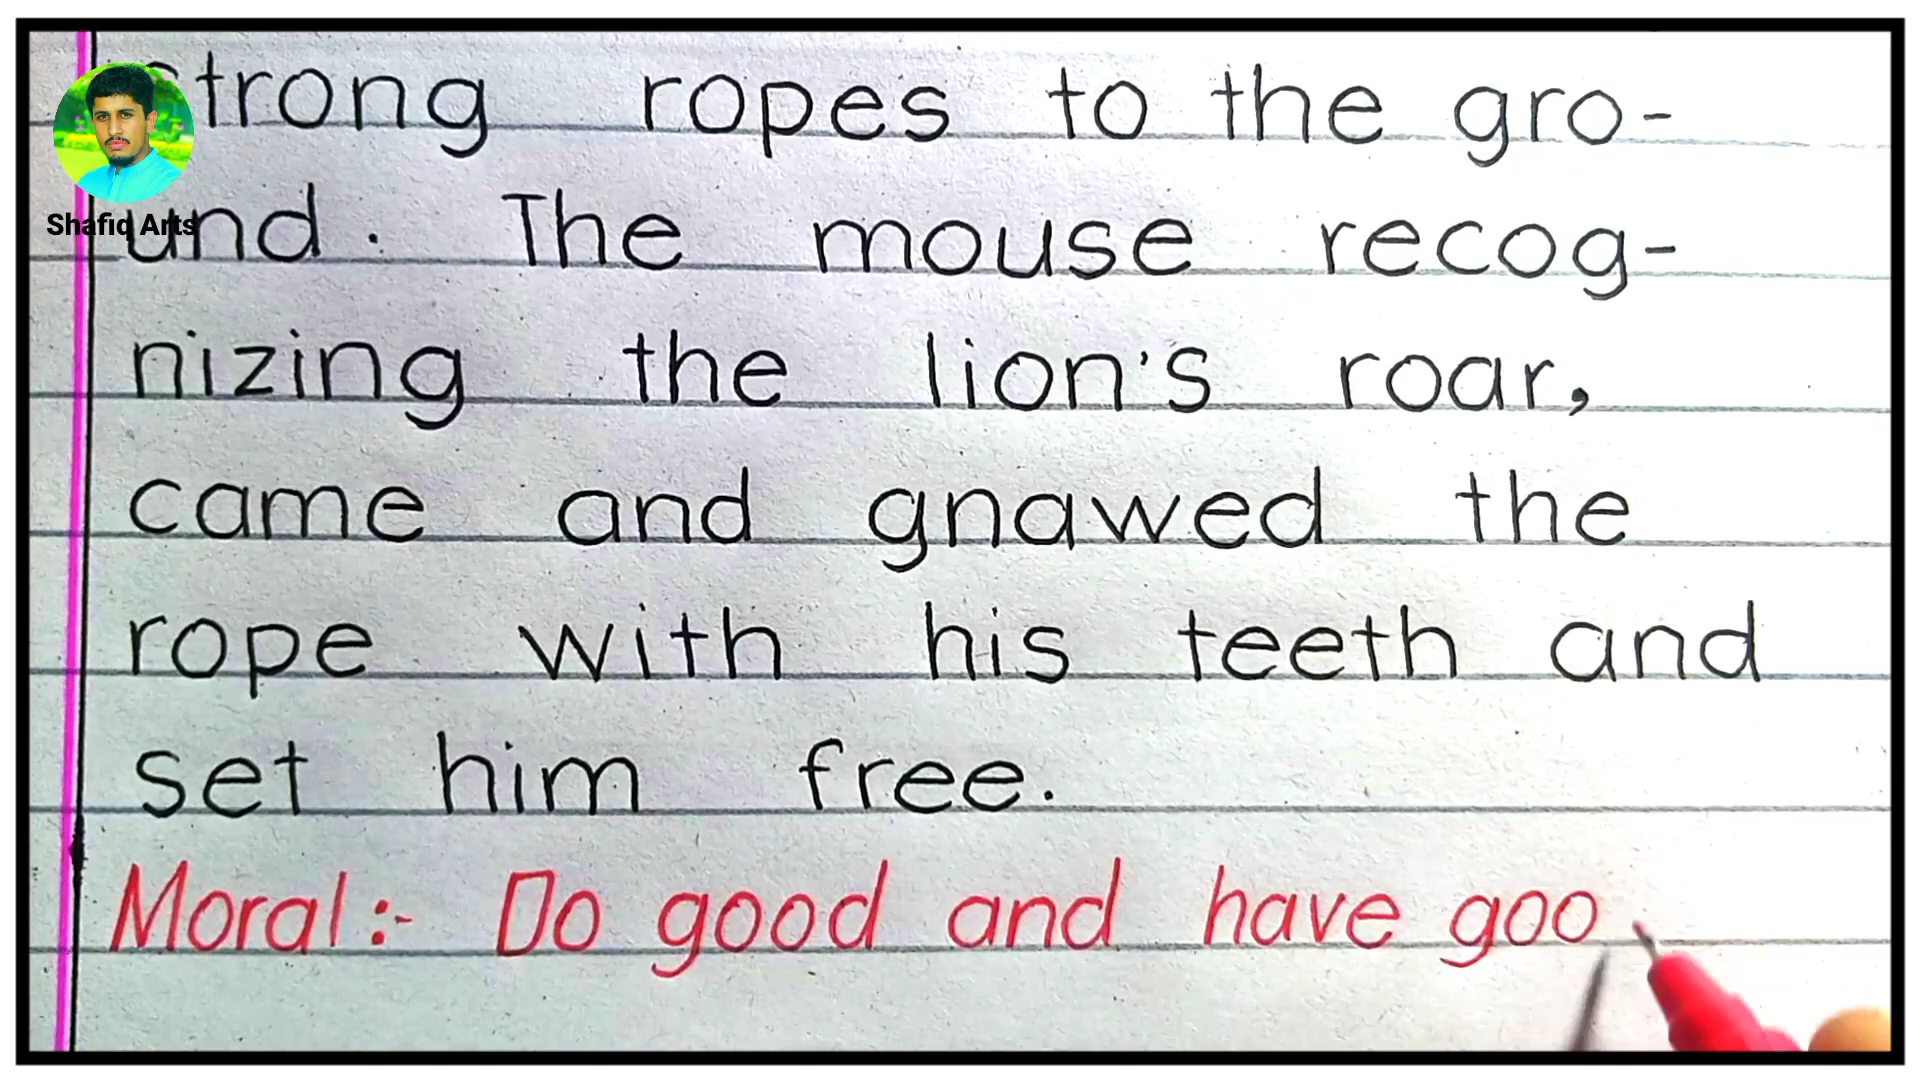 strong ropes to the gro-
Shafiq Arts
und. The mouse recog-
nizing the lion's roar,
came and gnawed the
rope with his teeth and
set him free.
Moral:- Do good and have goo